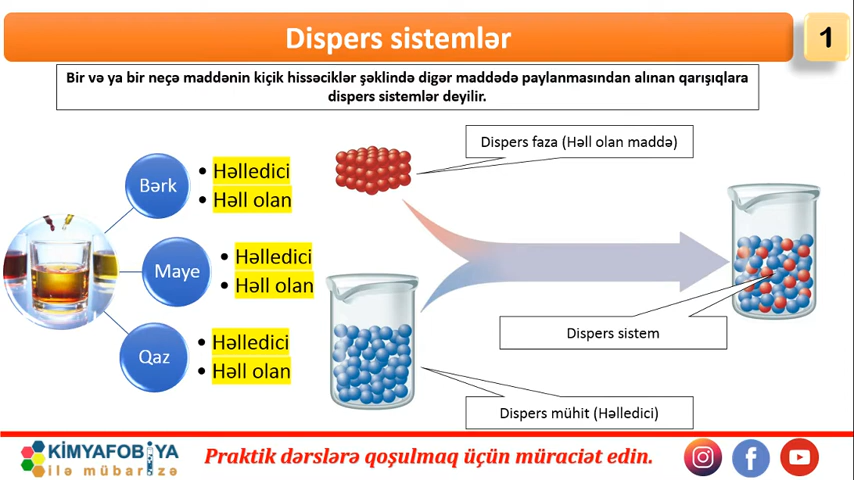 Dispers sistemlər
1
Bir və ya bir neçə maddənin kiçik hissəciklər şəklində digər maddədə paylanmasından alınan qarışıqlara
dispers sistemlər deyilir.
Dispers faza (Həll olan maddə)
Bərk
• Həlledici
• Həll olan
Maye
• Həlledici
• Həll olan
Qaz
• Həlledici
• Həll olan
Dispers sistem
Dispers mühit (Həlledici)
KİMYAFOBİYA
ilə mübarizə
Praktik dərslərə qoşulmaq üçün müraciət edin.